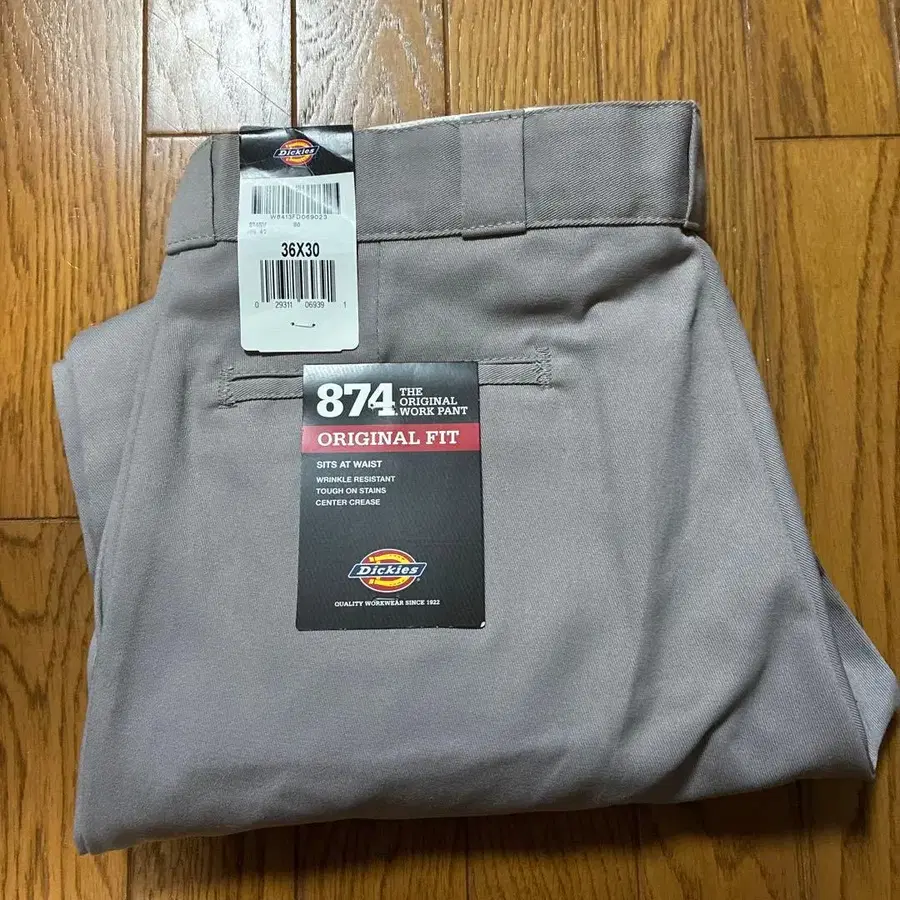 Dickies
W8413FD069023
36X30
0 29311 06939 1
874 THE
ORIGINAL
WORK PANT
ORIGINAL FIT
SITS AT WAIST
WRINKLE RESISTANT
TOUGH ON STAINS
CENTER CREASE
Dickies
QUALITY WORKWEAR SINCE 1922